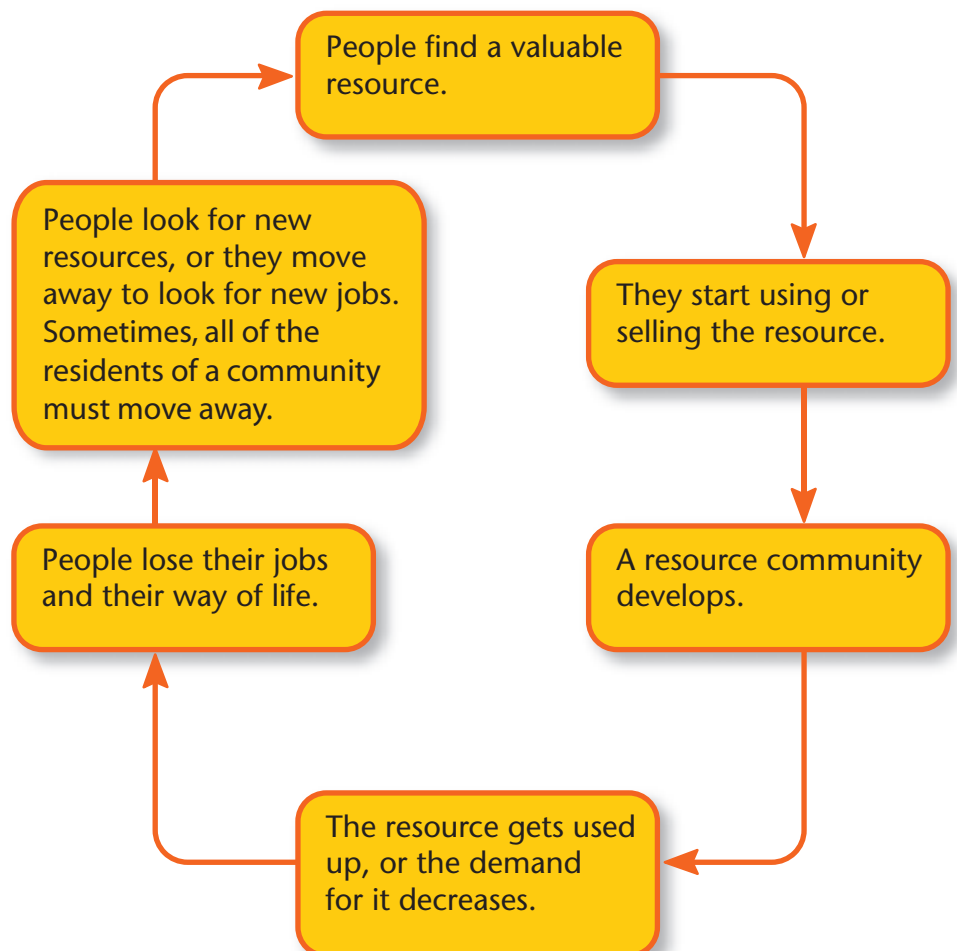 People find a valuable
resource.
They start using or
selling the resource.
A resource community
develops.
The resource gets used
up, or the demand
for it decreases.
People lose their jobs
and their way of life.
People look for new
resources, or they move
away to look for new jobs.
Sometimes, all of the
residents of a community
must move away.